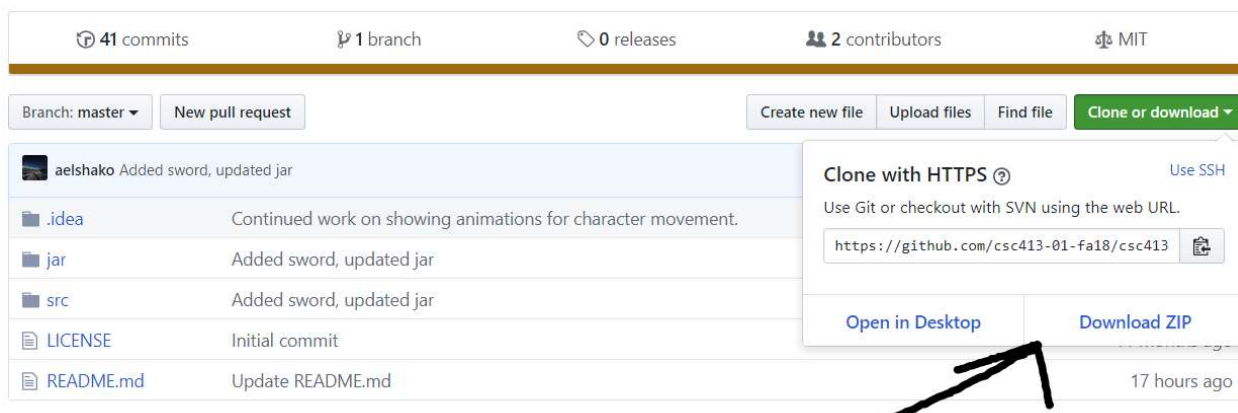 41 commits 1 branch 0 releases 2 contributors MIT
Branch: master New pull request Create new file Upload files Find file Clone or download
aelshako Added sword, updated jar
.idea Continued work on showing animations for character movement.
jar Added sword, updated jar
src Added sword, updated jar
LICENSE Initial commit
README.md Update README.md 17 hours ago
Clone with HTTPS Use SSH
Use Git or checkout with SVN using the web URL.
https://github.com/csc413-01-fa18/csc413
Open in Desktop Download ZIP